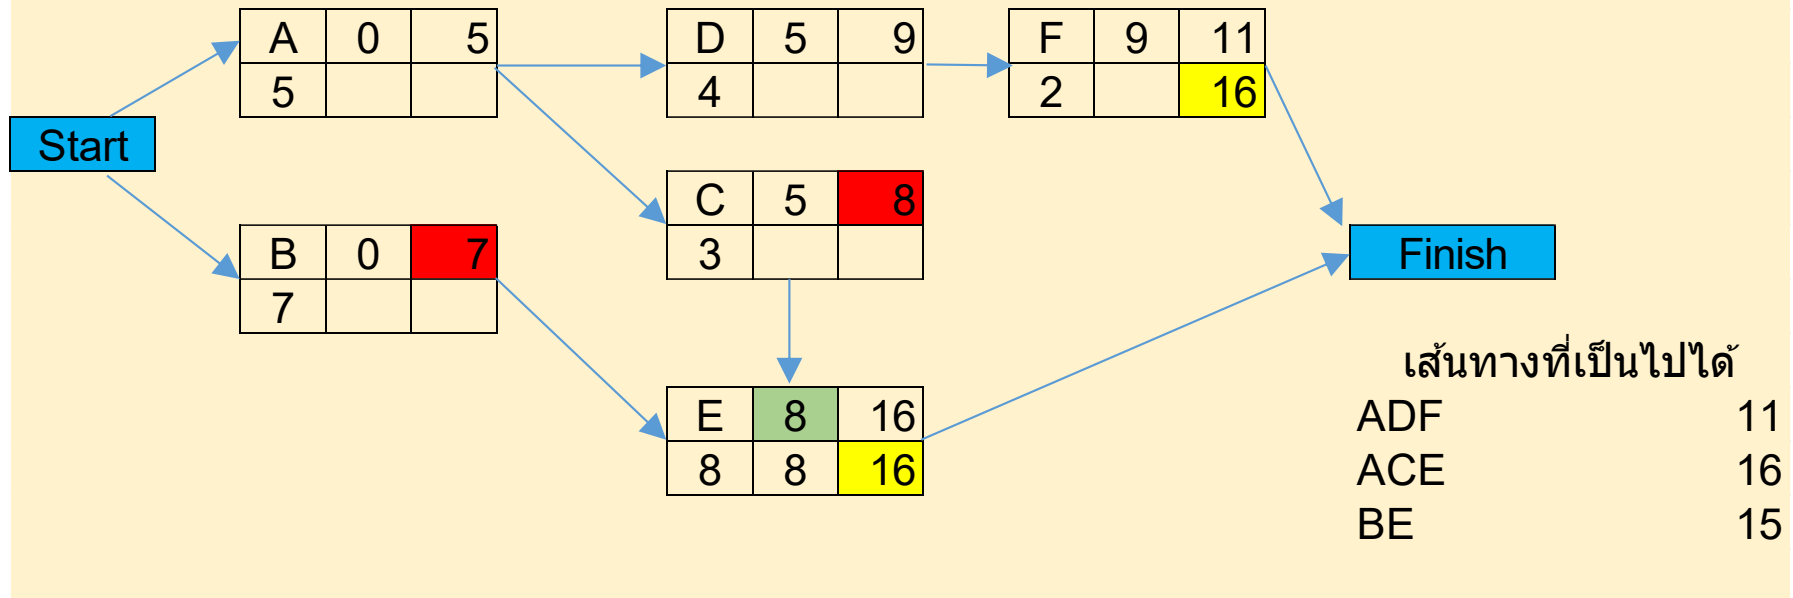 A 0 5 D 5 9 F 9 11
5 4 2 16
Start
C 5 8
B 0 7 3 Finish
7
เส้นทางที่เป็นไปได้
E 8 16 ADF 11
8 8 16 ACE 16
BE 15